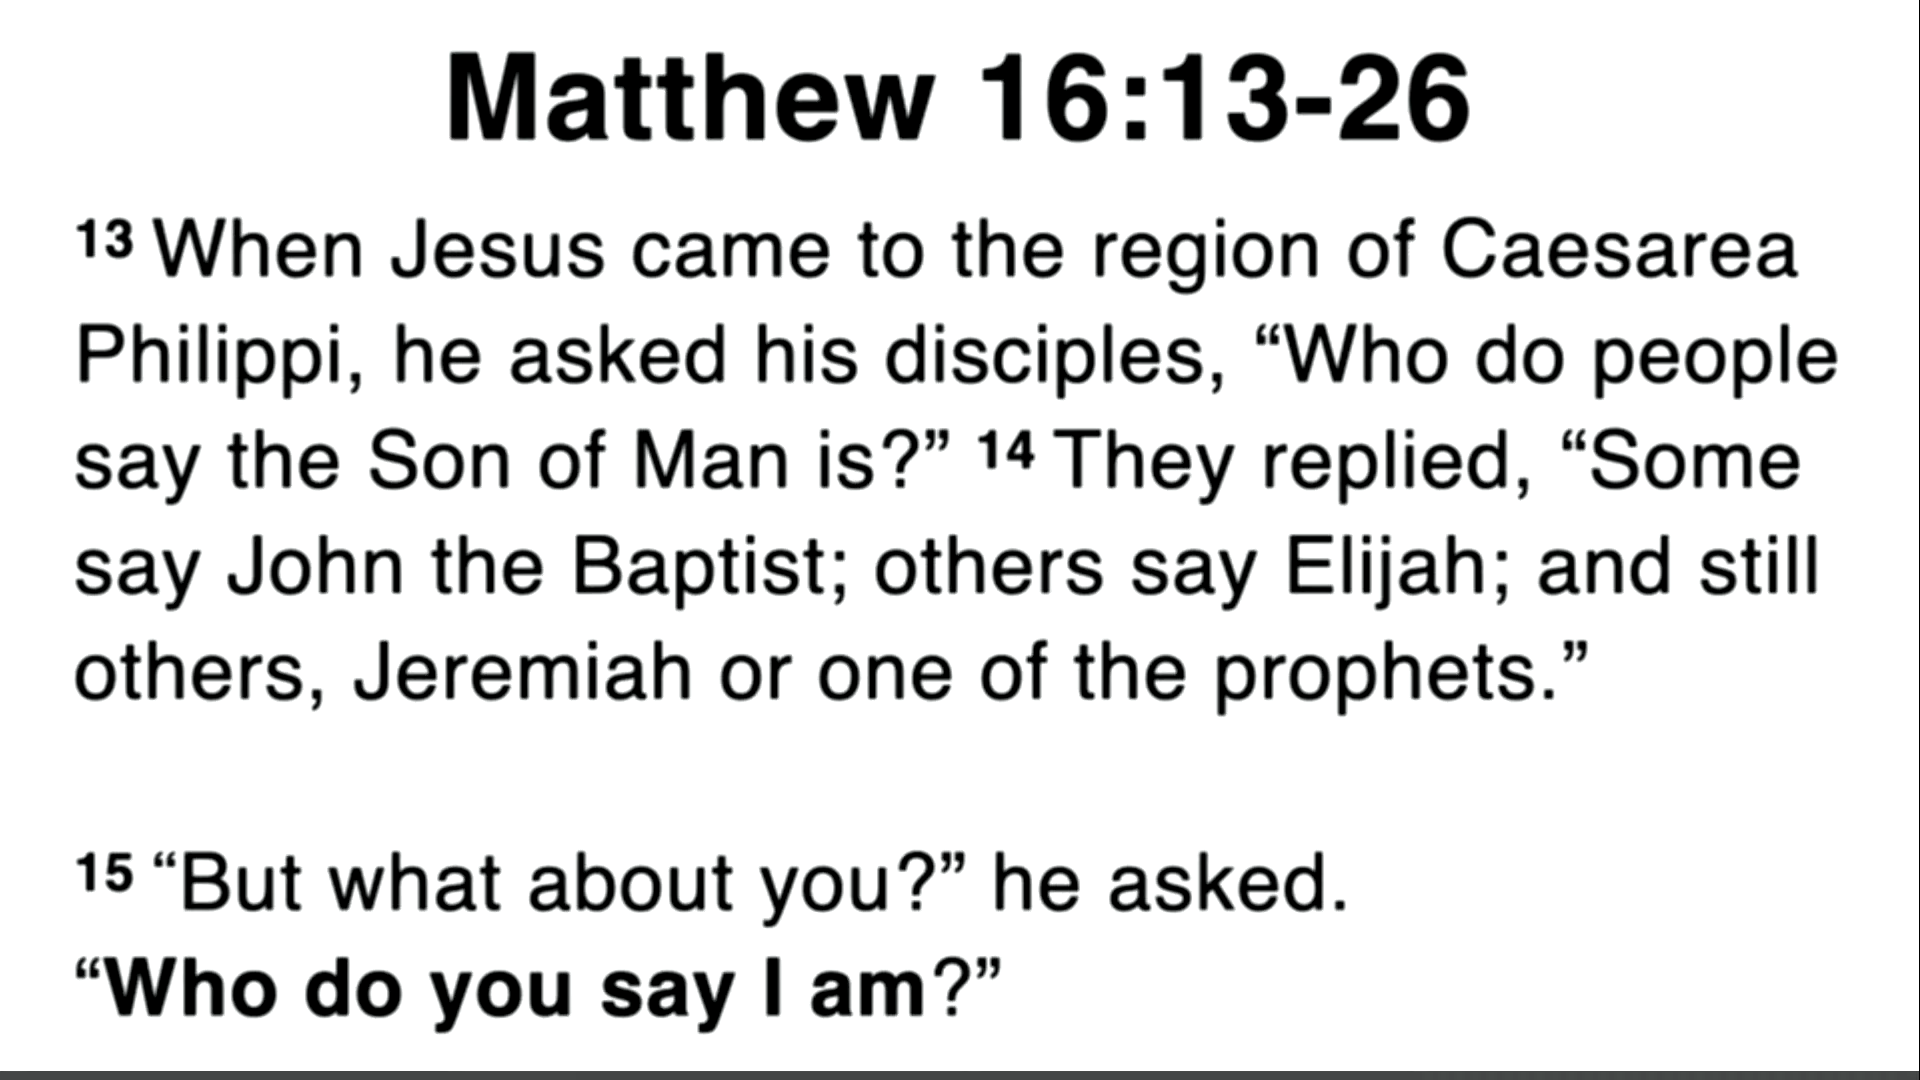 Matthew 16:13-26
13 When Jesus came to the region of Caesarea
Philippi, he asked his disciples, “Who do people
say the Son of Man is?” 14 They replied, “Some
say John the Baptist; others say Elijah; and still
others, Jeremiah or one of the prophets.”
15 “But what about you?” he asked.
“Who do you say I am?”